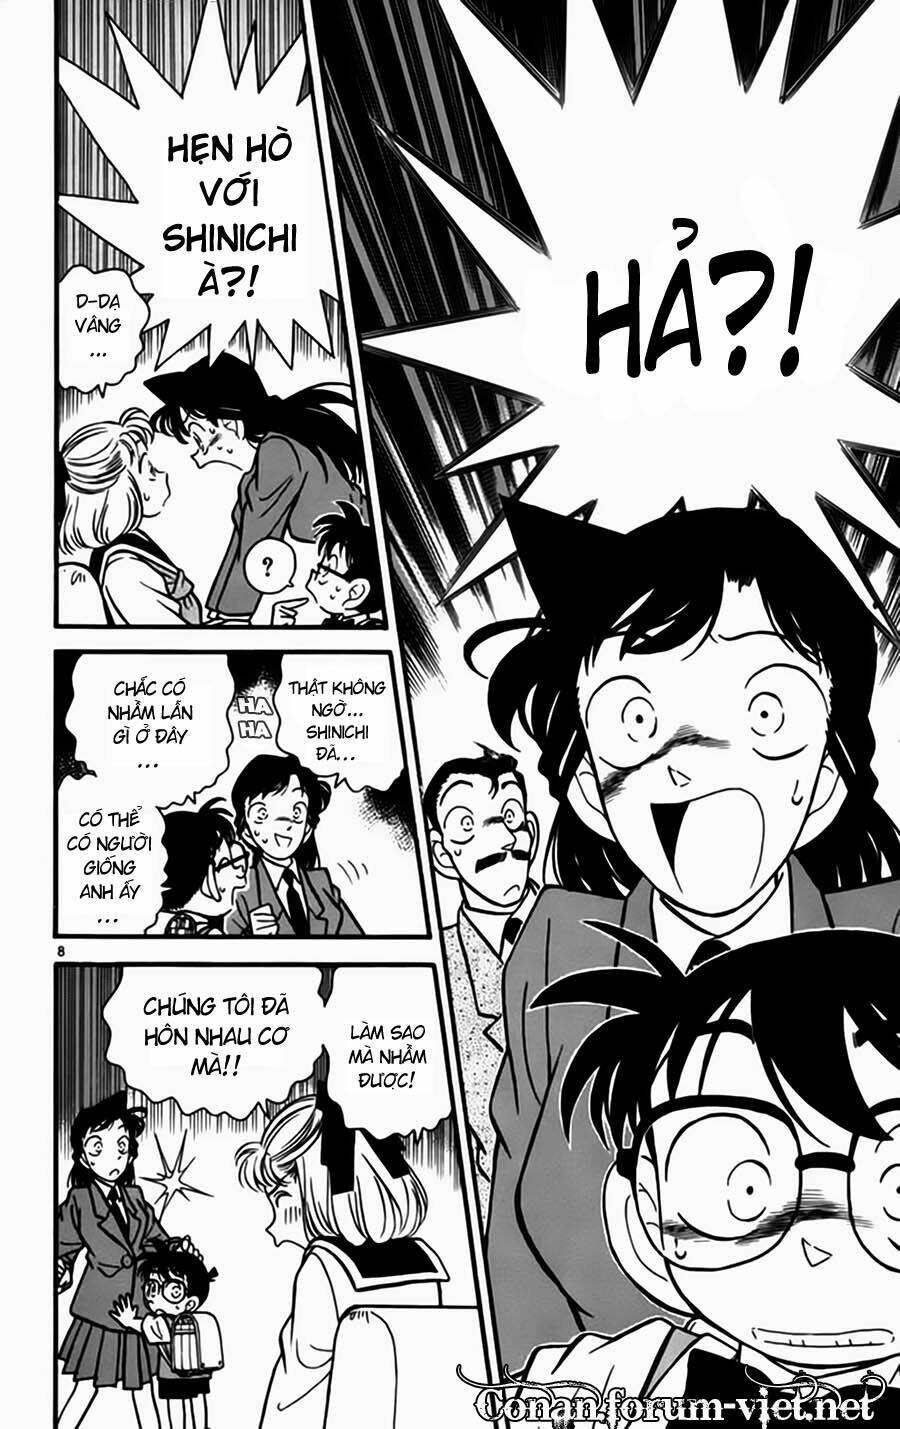 HẢ?!
HẸN HÒ
VỚI
SHINICHI
À?!
D-DẠ
VÂNG
...
?
THẬT KHÔNG
NGỜ...
SHINICHI
ĐÃ...
HA
HA
CHẮC CÓ
NHẦM LẪN
GÌ Ở ĐÂY
...
CÓ THỂ
CÓ NGƯỜI
GIỐNG
ANH ẤY
...
8
LÀM SAO
MÀ NHẦM
ĐƯỢC!
CHÚNG TÔI ĐÃ
HÔN NHAU CƠ
MÀ!!
Conan.forum-viet.net